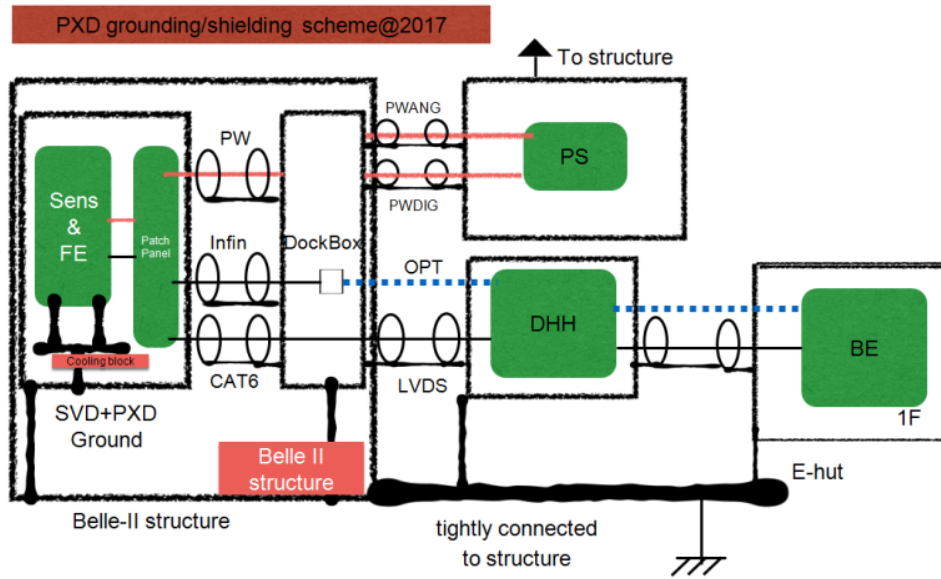 PXD grounding/shielding scheme@2017
To structure
PWANG
PW
PS
Sens
&
FE
Patch
Panel
PWDIG
Infin
DockBox
OPT
DHH
BE
Cooling block
CAT6
LVDS
1F
SVD+PXD
Ground
Belle II
structure
E-hut
Belle-II structure
tightly connected
to structure